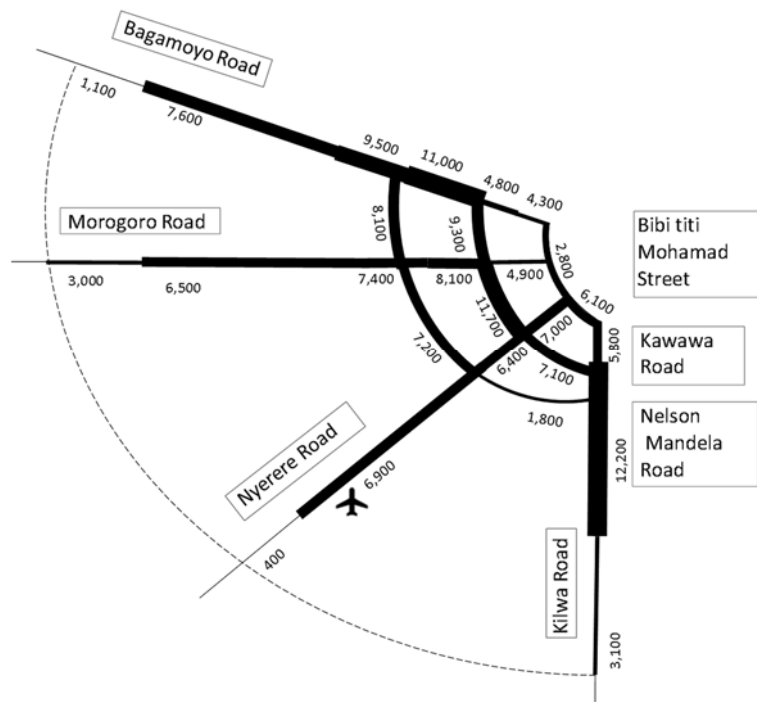 Bagamoyo Road
1,100
7,600
9,500
11,000
4,800
4,300
Morogoro Road
8,100
9,300
2,800
Bibi titi
Mohamad
Street
3,000
6,500
7,400
8,100
4,900
6,100
11,700
7,000
5,800
Kawawa
Road
7,200
6,400
7,100
1,800
Nelson
Mandela
Road
Nyerere Road
6,900
12,200
400
Kilwa Road
3,100